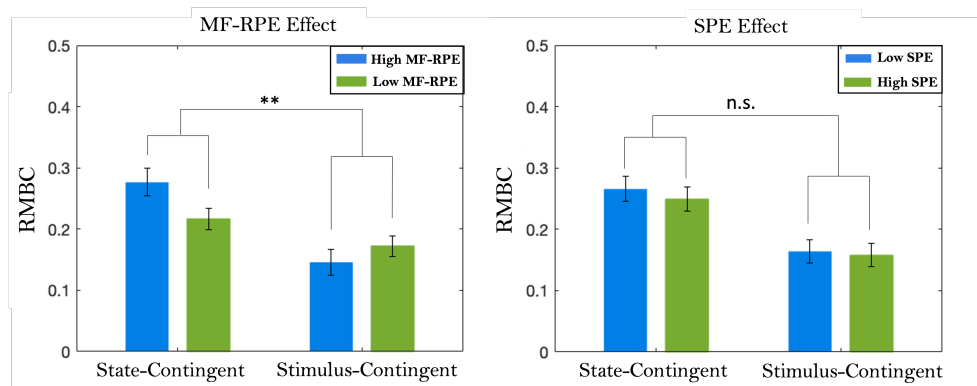 MF-RPE Effect
RMBC
0.5
0.4
0.3
0.2
0.1
0
High MF-RPE
Low MF-RPE
**
State-Contingent
Stimulus-Contingent
SPE Effect
RMBC
0.5
0.4
0.3
0.2
0.1
0
Low SPE
High SPE
n.s.
State-Contingent
Stimulus-Contingent